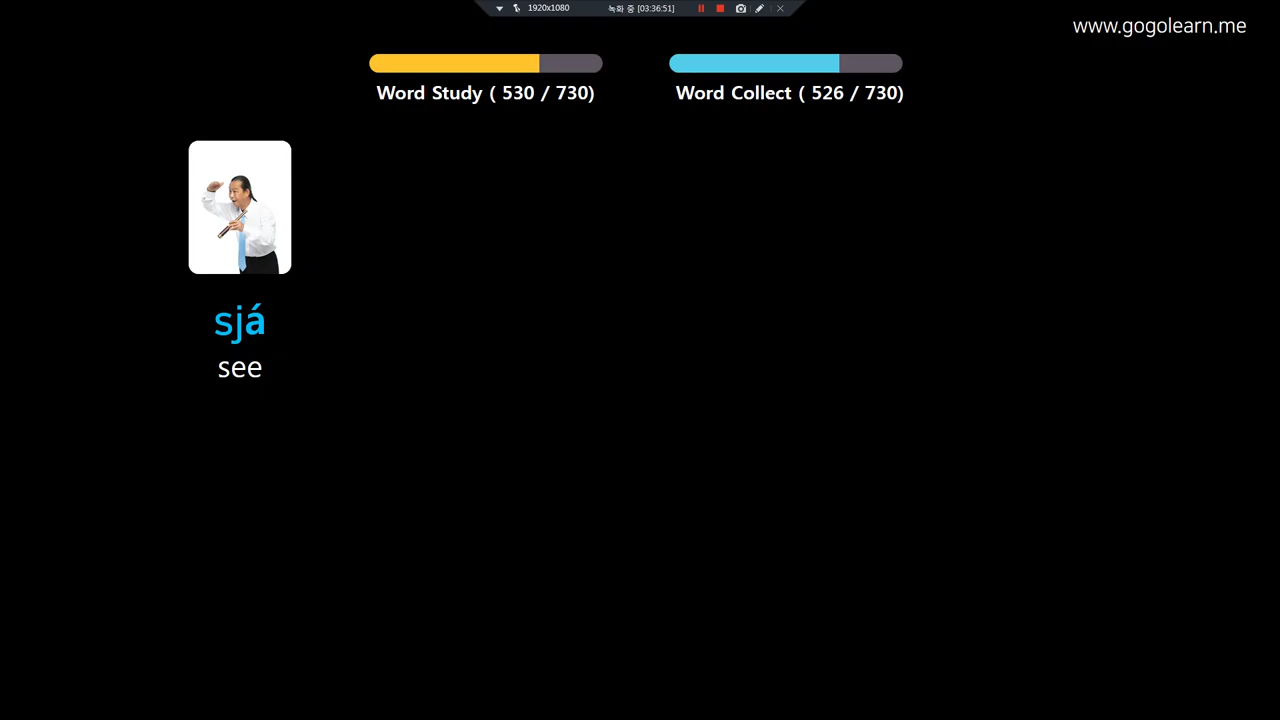 1920x1080 녹화 중 [03:36:51]
www.gogolearn.me
Word Study ( 530 / 730) Word Collect ( 526 / 730)
sjá
see